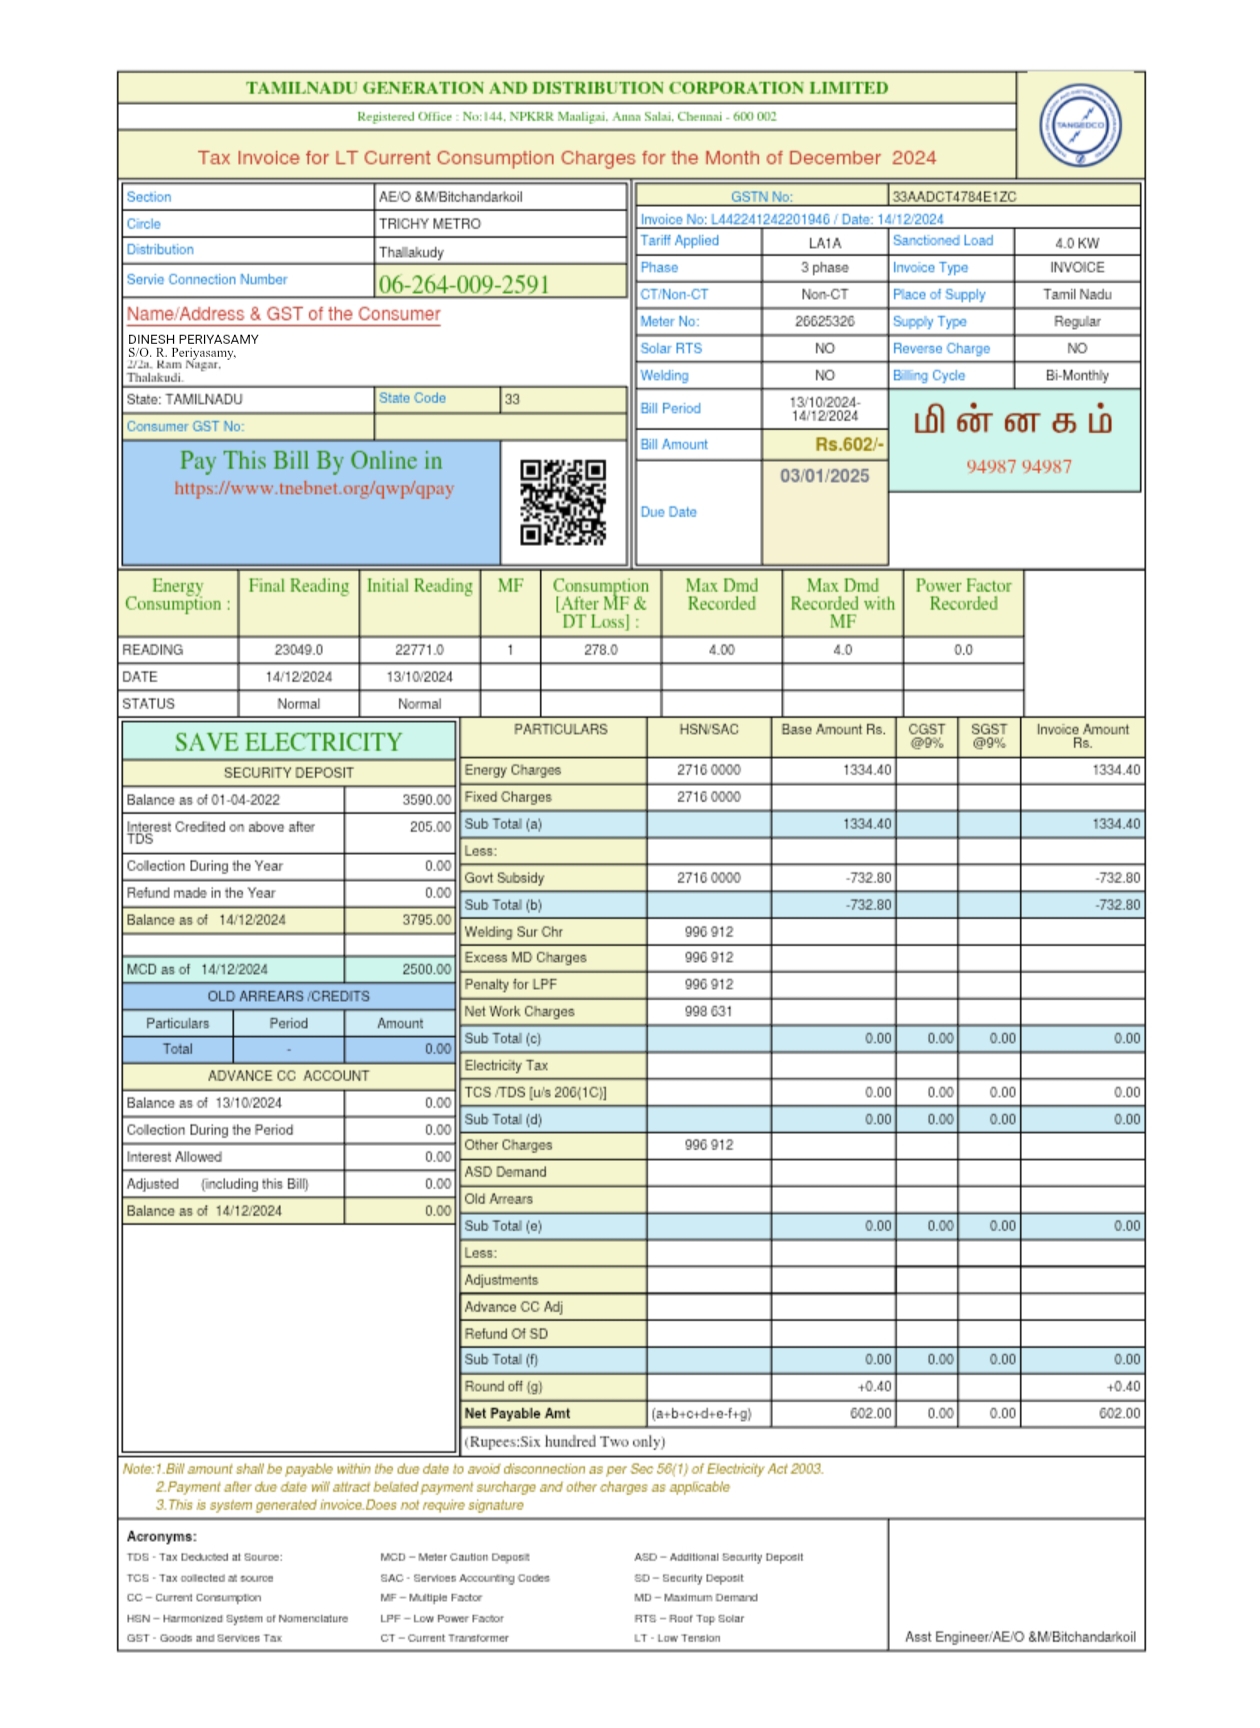 TAMILNADU GENERATION AND DISTRIBUTION CORPORATION LIMITED
Registered Office : No:144, NPKRR Maaligai, Anna Salai, Chennai - 600 002
Tax Invoice for LT Current Consumption Charges for the Month of December 2024
TANGEDCO
Section AE/O &M/Bitchandarkoil
Circle TRICHY METRO
Distribution Thallakudy
Servie Connection Number 06-264-009-2591
Name/Address & GST of the Consumer
DINESH PERIYASAMY
S/O. R. Periyasamy,
2/2a, Ram Nagar,
Thalakudi.
State: TAMILNADU State Code 33
Consumer GST No:
Pay This Bill By Online in
https://www.tnebnet.org/qwp/qpay
GSTN No: 33AADCT4784E1ZC
Invoice No: L442241242201946 / Date: 14/12/2024
Tariff Applied LA1A Sanctioned Load 4.0 KW
Phase 3 phase Invoice Type INVOICE
CT/Non-CT Non-CT Place of Supply Tamil Nadu
Meter No: 26625326 Supply Type Regular
Solar RTS NO Reverse Charge NO
Welding NO Billing Cycle Bi-Monthly
Bill Period 13/10/2024-
14/12/2024
Bill Amount Rs.602/-
Due Date 03/01/2025
மின்னகம்
94987 94987
Energy Consumption : Final Reading Initial Reading MF Consumption [After MF & DT Loss] : Max Dmd Recorded Max Dmd Recorded with MF Power Factor Recorded
READING 23049.0 22771.0 1 278.0 4.00 4.0 0.0
DATE 14/12/2024 13/10/2024
STATUS Normal Normal
SAVE ELECTRICITY
SECURITY DEPOSIT
Balance as of 01-04-2022 3590.00
Interest Credited on above after TDS 205.00
Collection During the Year 0.00
Refund made in the Year 0.00
Balance as of 14/12/2024 3795.00
MCD as of 14/12/2024 2500.00
OLD ARREARS /CREDITS
Particulars Period Amount
Total - 0.00
ADVANCE CC ACCOUNT
Balance as of 13/10/2024 0.00
Collection During the Period 0.00
Interest Allowed 0.00
Adjusted (including this Bill) 0.00
Balance as of 14/12/2024 0.00
PARTICULARS HSN/SAC Base Amount Rs. CGST @9% SGST @9% Invoice Amount Rs.
Energy Charges 2716 0000 1334.40 1334.40
Fixed Charges 2716 0000
Sub Total (a) 1334.40 1334.40
Less:
Govt Subsidy 2716 0000 -732.80 -732.80
Sub Total (b) -732.80 -732.80
Welding Sur Chr 996 912
Excess MD Charges 996 912
Penalty for LPF 996 912
Net Work Charges 998 631
Sub Total (c) 0.00 0.00 0.00 0.00
Electricity Tax
TCS /TDS [u/s 206(1C)] 0.00 0.00 0.00 0.00
Sub Total (d) 0.00 0.00 0.00 0.00
Other Charges 996 912
ASD Demand
Old Arrears
Sub Total (e) 0.00 0.00 0.00 0.00
Less:
Adjustments
Advance CC Adj
Refund Of SD
Sub Total (f) 0.00 0.00 0.00 0.00
Round off (g) +0.40 +0.40
Net Payable Amt (a+b+c+d+e-f+g) 602.00 0.00 0.00 602.00
(Rupees:Six hundred Two only)
Note:1.Bill amount shall be payable within the due date to avoid disconnection as per Sec 56(1) of Electricity Act 2003.
2.Payment after due date will attract belated payment surcharge and other charges as applicable
3.This is system generated invoice.Does not require signature
Acronyms:
TDS - Tax Deducted at Source: MCD – Meter Caution Deposit ASD – Additional Security Deposit
TCS - Tax collected at source SAC - Services Accounting Codes SD – Security Deposit
CC – Current Consumption MF – Multiple Factor MD – Maximum Demand
HSN – Harmonized System of Nomenclature LPF – Low Power Factor RTS – Roof Top Solar
GST - Goods and Services Tax CT – Current Transformer LT - Low Tension
Asst Engineer/AE/O &M/Bitchandarkoil